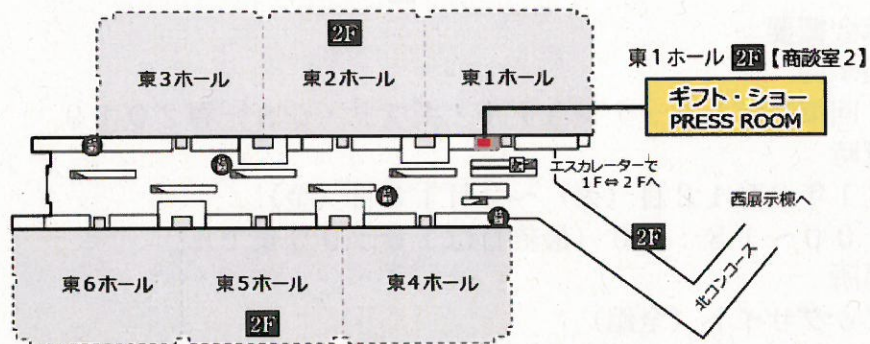 2F
東3ホール
東2ホール
東1ホール
東1ホール 2F【商談室2】
ギフト・ショー
PRESS ROOM
エスカレーターで
1F⇔2Fへ
西展示棟へ
2F
北コンコース
東6ホール
東5ホール
東4ホール
2F